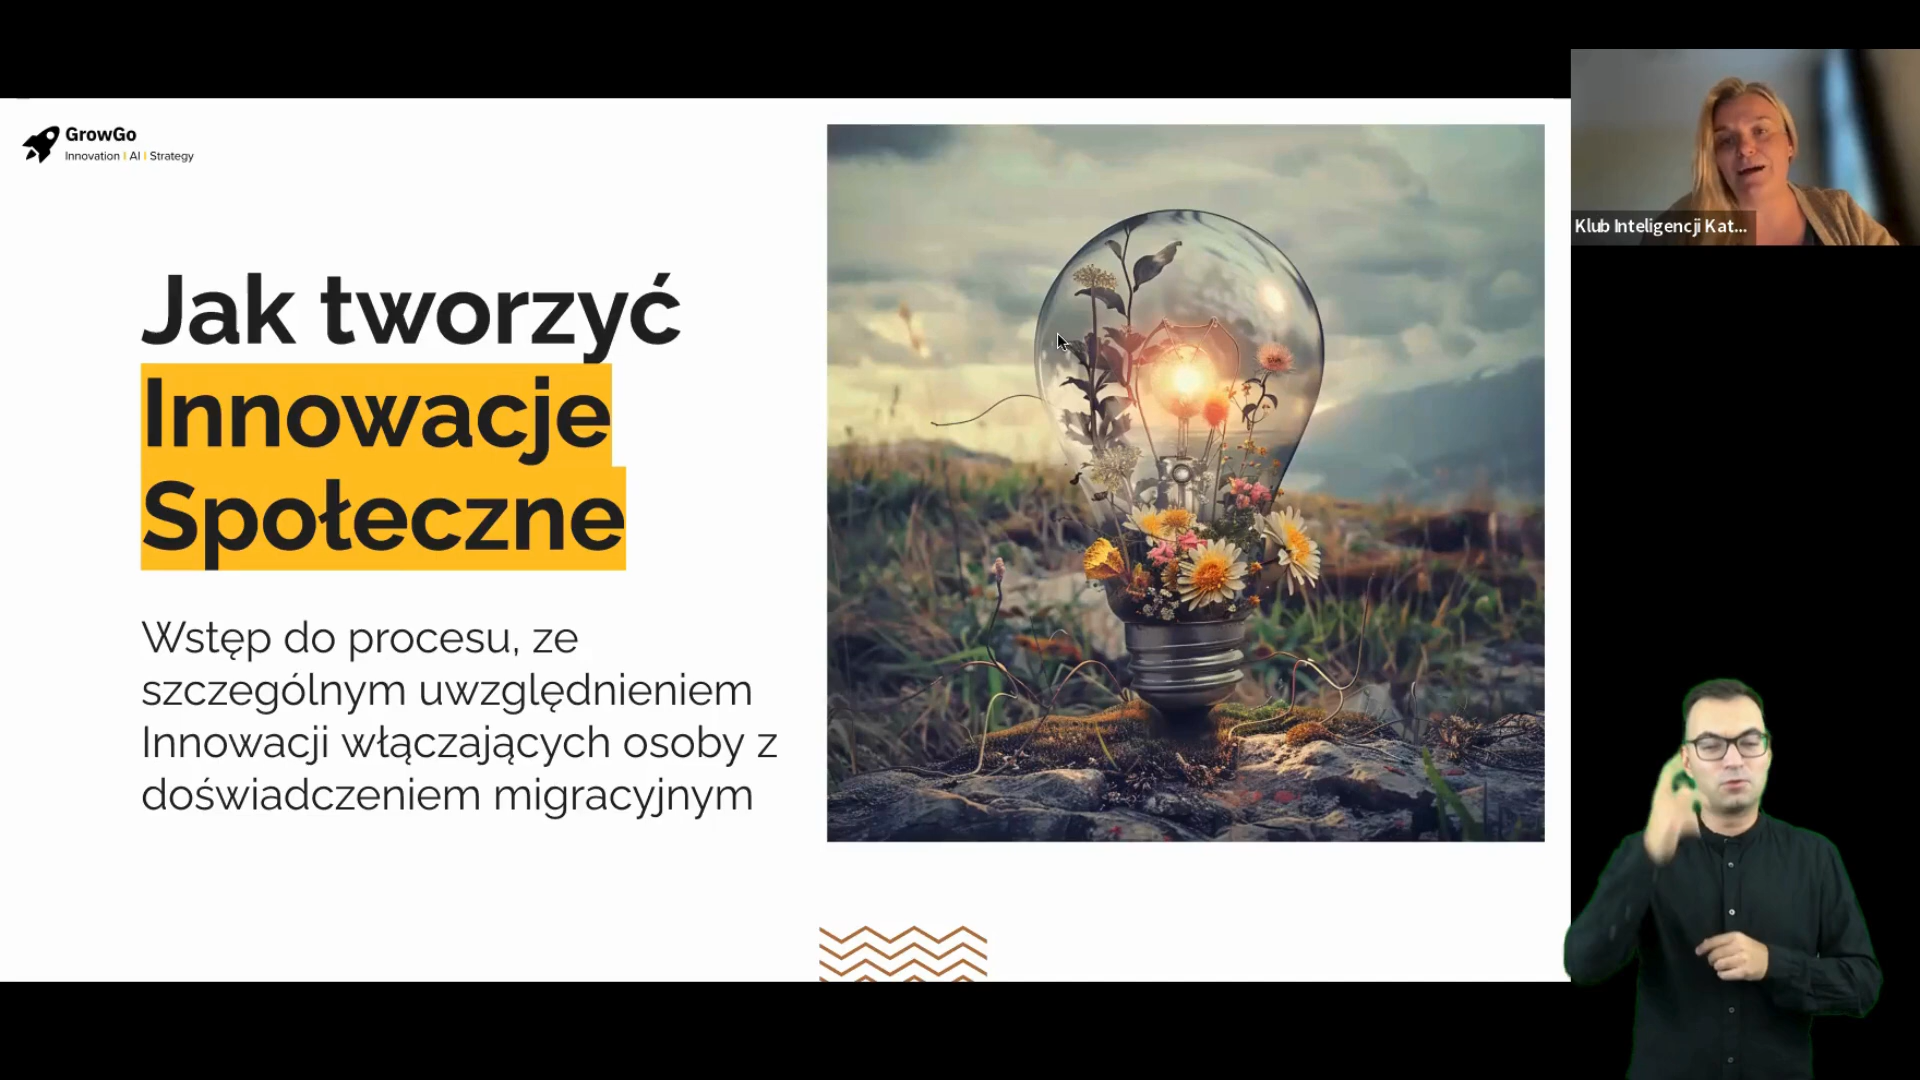 GrowGo
Innovation | AI | Strategy
Jak tworzyć
Innowacje
Społeczne
Wstęp do procesu, ze
szczególnym uwzględnieniem
Innowacji włączających osoby z
doświadczeniem migracyjnym
Klub Inteligencji Kat...